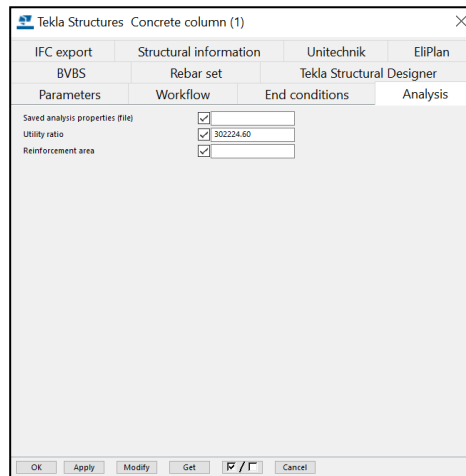 Tekla Structures Concrete column (1)
IFC export Structural information Unitechnik EliPlan
BVBS Rebar set Tekla Structural Designer
Parameters Workflow End conditions Analysis
Saved analysis properties (file)
Utility ratio 302224.60
Reinforcement area
OK Apply Modify Get / Cancel